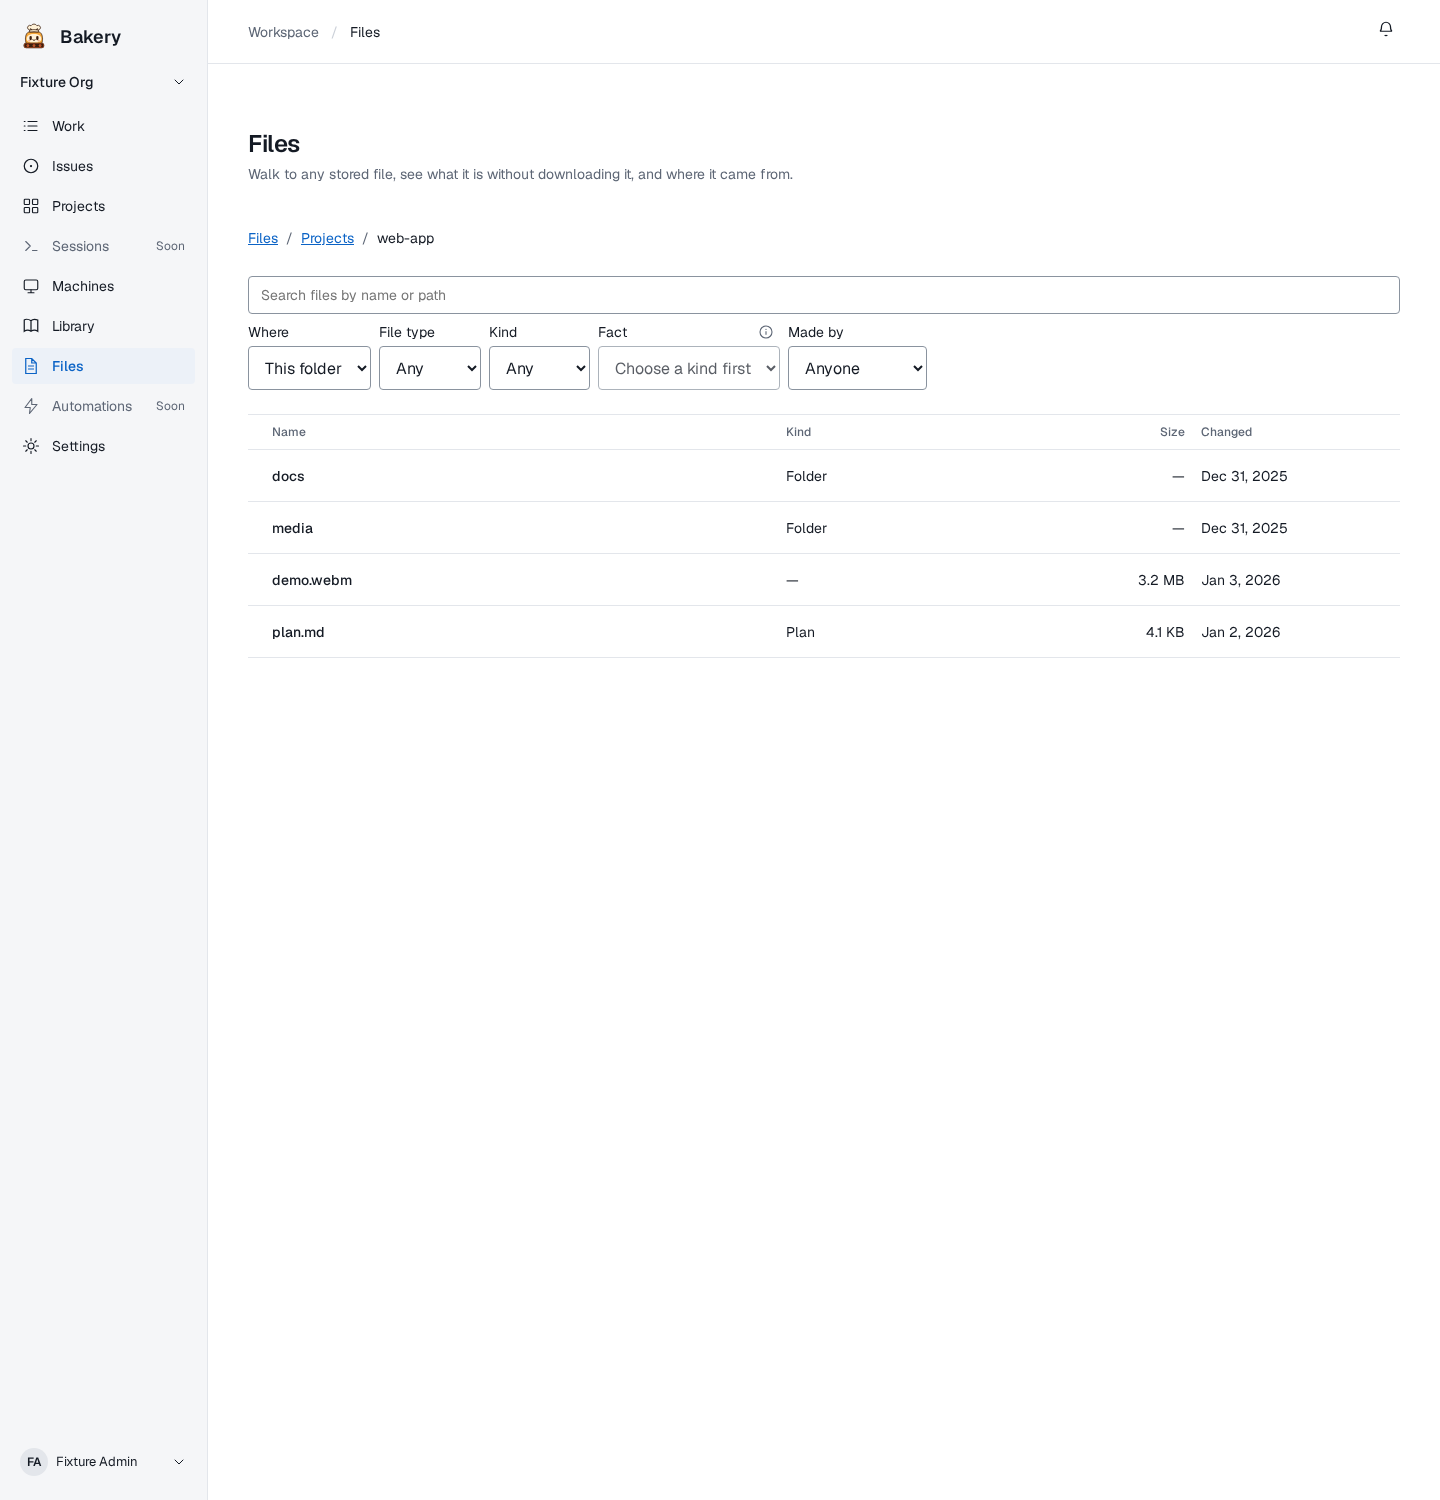 Bakery
Fixture Org
Work
Issues
Projects
Sessions Soon
Machines
Library
Files
Automations Soon
Settings
FA Fixture Admin
Workspace / Files
Files
Walk to any stored file, see what it is without downloading it, and where it came from.
Files / Projects / web-app
Search files by name or path
Where File type Kind Fact Made by
This folder Any Any Choose a kind first Anyone
Name Kind Size Changed
docs Folder — Dec 31, 2025
media Folder — Dec 31, 2025
demo.webm — 3.2 MB Jan 3, 2026
plan.md Plan 4.1 KB Jan 2, 2026